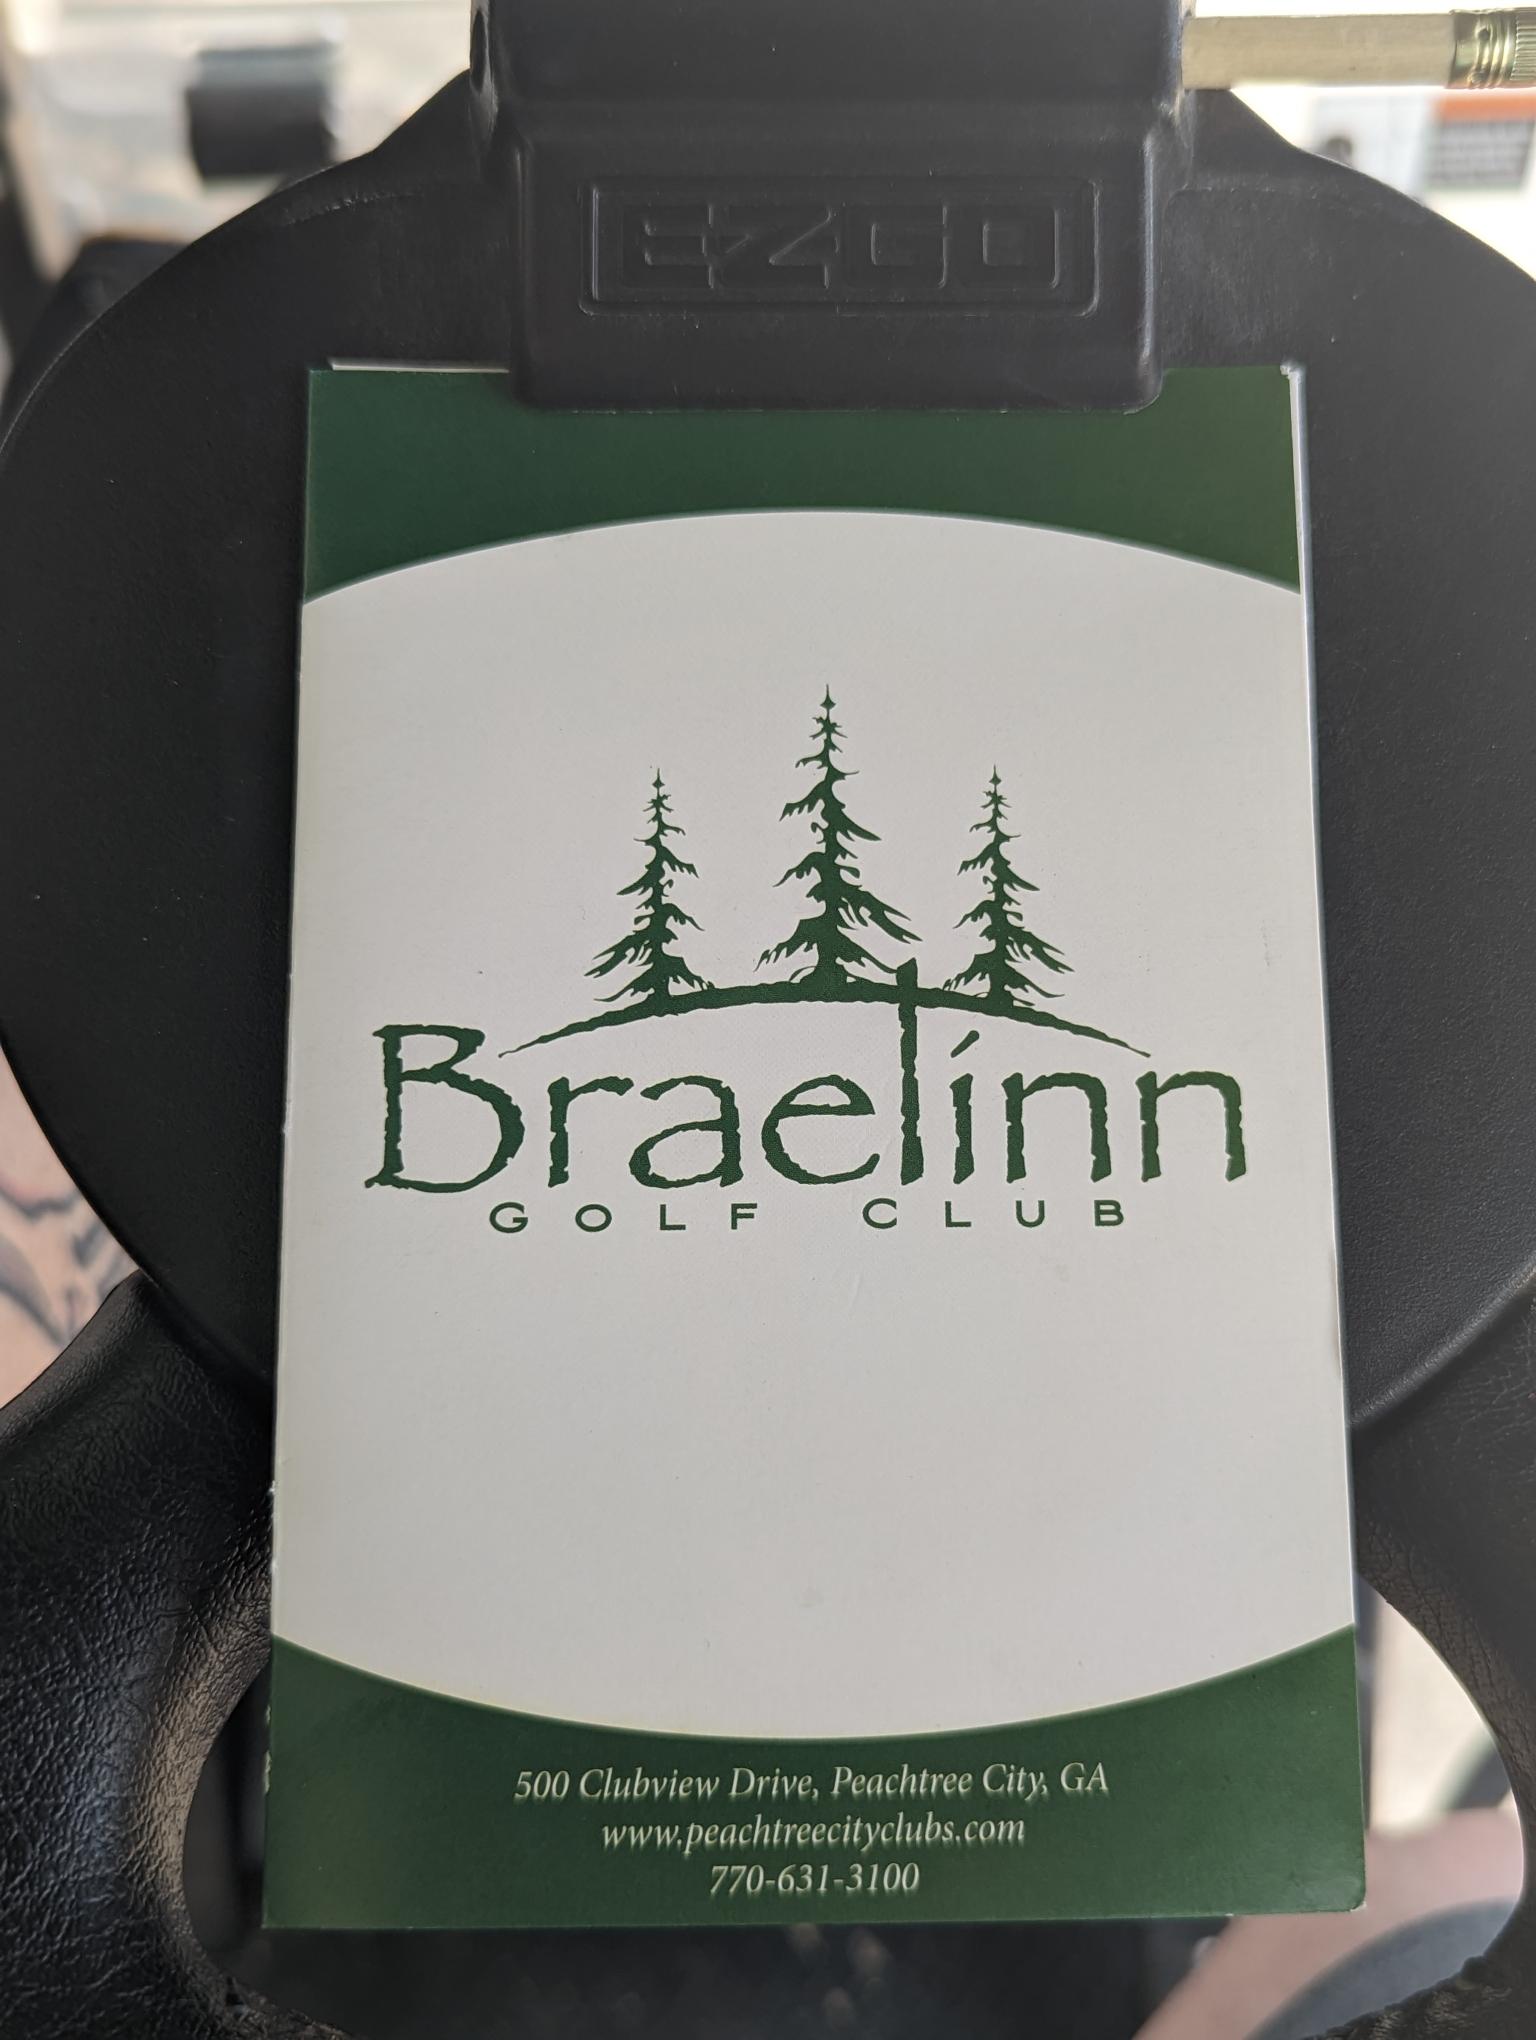 EZGO
Braelinn
GOLF CLUB
500 Clubview Drive, Peachtree City, GA
www.peachtreecityclubs.com
770-631-3100